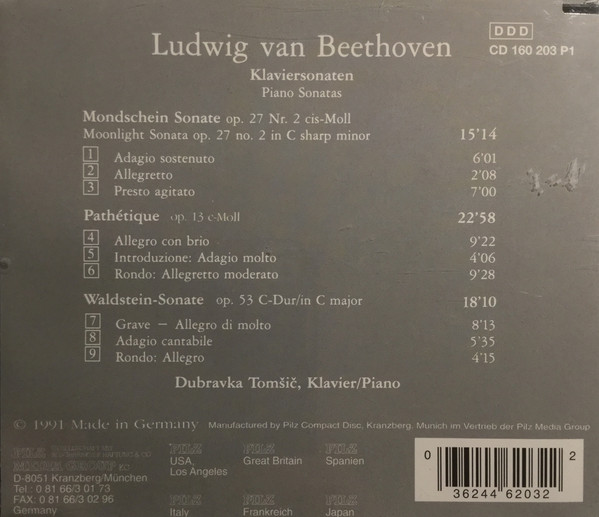 Ludwig van Beethoven
DDD
CD 160 203 P1
Klaviersonaten
Piano Sonatas
Mondschein Sonate op. 27 Nr. 2 cis-Moll
Moonlight Sonata op. 27 no. 2 in C sharp minor 15'14
1 Adagio sostenuto 6'01
2 Allegretto 2'08
3 Presto agitato 7'00
Pathétique op. 13 c-Moll 22'58
4 Allegro con brio 9'22
5 Introduzione: Adagio molto 4'06
6 Rondo: Allegretto moderato 9'28
Waldstein-Sonate op. 53 C-Dur/in C major 18'10
7 Grave – Allegro di molto 8'13
8 Adagio cantabile 5'35
9 Rondo: Allegro 4'15
Dubravka Tomšič, Klavier/Piano
© 1991 Made in Germany Manufactured by Pilz Compact Disc, Kranzberg. Munich im Vertrieb der Pilz Media Group
PILZ
D-8051 Kranzberg/München
Tel: 0 81 66/3 01 73
FAX: 0 81 66/3 02 96
Germany
PILZ
USA,
Los Angeles
PILZ
Great Britain
PILZ
Spanien
PILZ
Italy
PILZ
Frankreich
PILZ
Japan
0 36244 62032 2